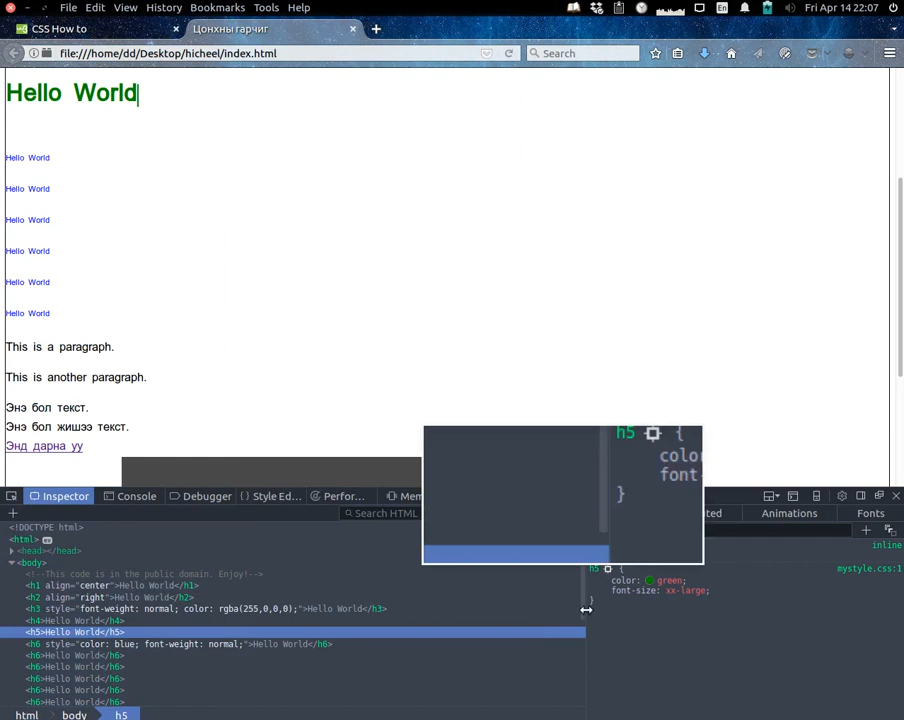 File Edit View History Bookmarks Tools Help En Fri Apr 14 22:07
CSS How to × Цонхны гарчиг × +
file:///home/dd/Desktop/hicheel/index.html Search
Hello World
Hello World
Hello World
Hello World
Hello World
Hello World
Hello World
This is a paragraph.
This is another paragraph.
Энэ бол текст.
Энэ бол жишээ текст.
Энд дарна уу
h5 {
color
font-
}
Inspector Console Debugger {} Style Ed… Perfor… Mem
+ Search HTML ted Animations Fonts
<!DOCTYPE html>
<html> ev
<head></head>
<body>
<!--This code is in the public domain. Enjoy!-->
<h1 align="center">Hello World</h1>
<h2 align="right">Hello World</h2>
<h3 style="font-weight: normal; color: rgba(255,0,0,0);">Hello World</h3>
<h4>Hello World</h4>
<h5>Hello World</h5>
<h6 style="color: blue; font-weight: normal;">Hello World</h6>
<h6>Hello World</h6>
<h6>Hello World</h6>
<h6>Hello World</h6>
<h6>Hello World</h6>
<h6>Hello World</h6>
html body h5
inline
h5 { mystyle.css:1
color: green;
font-size: xx-large;
}